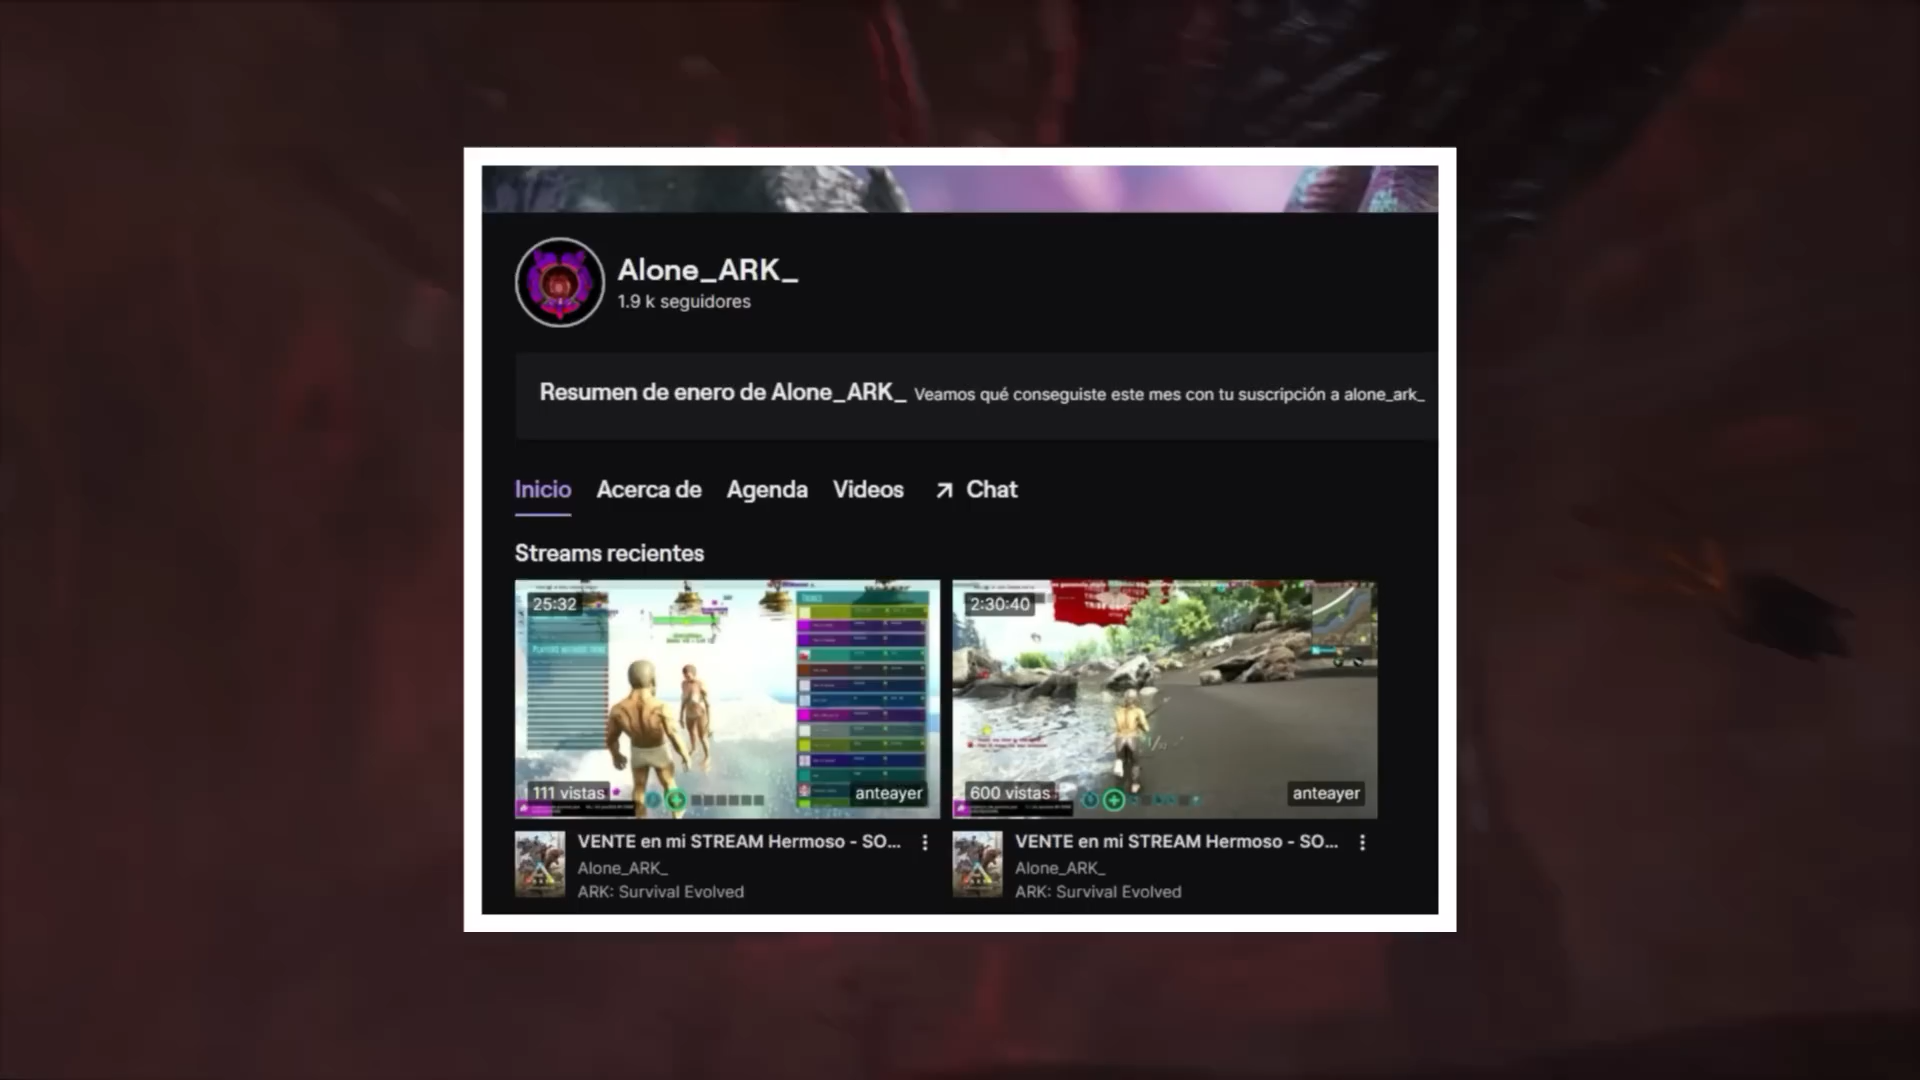 Alone_ARK_
1.9 k seguidores
Resumen de enero de Alone_ARK_ Veamos qué conseguiste este mes con tu suscripción a alone_ark_
Inicio Acerca de Agenda Videos Chat
Streams recientes
25:32
2:30:40
TRIBES
111 vistas
anteayer
600 vistas
anteayer
VENTE en mi STREAM Hermoso - SO...
VENTE en mi STREAM Hermoso - SO...
Alone_ARK_
Alone_ARK_
ARK: Survival Evolved
ARK: Survival Evolved